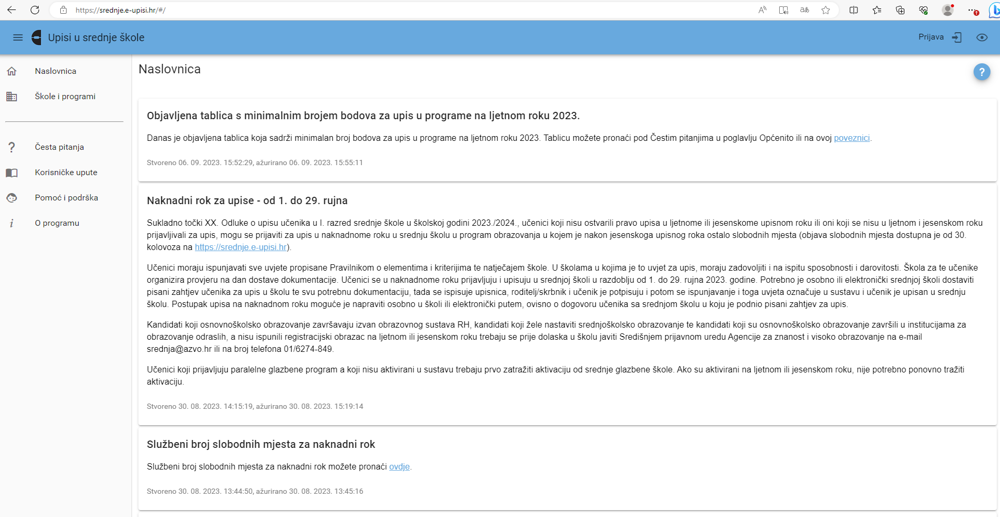 https://srednje.e-upisi.hr/#/
Upisi u srednje škole
Prijava
Naslovnica
Škole i programi
Česta pitanja
Korisničke upute
Pomoć i podrška
O programu
Naslovnica
?
Objavljena tablica s minimalnim brojem bodova za upis u programe na ljetnom roku 2023.
Danas je objavljena tablica koja sadrži minimalan broj bodova za upis u programe na ljetnom roku 2023. Tablicu možete pronaći pod Čestim pitanjima u poglavlju Općenito ili na ovoj poveznici.
Stvoreno 06. 09. 2023. 15:52:29, ažurirano 06. 09. 2023. 15:55:11
Naknadni rok za upise - od 1. do 29. rujna
Sukladno točki XX. Odluke o upisu učenika u I. razred srednje škole u školskoj godini 2023./2024., učenici koji nisu ostvarili pravo upisa u ljetnome ili jesenskome upisnom roku ili oni koji se nisu u ljetnom i jesenskom roku
prijavljivali za upis, mogu se prijaviti za upis u naknadnome roku u srednju školu u program obrazovanja u kojem je nakon jesenskoga upisnog roka ostalo slobodnih mjesta (objava slobodnih mjesta dostupna je od 30.
kolovoza na https://srednje.e-upisi.hr).
Učenici moraju ispunjavati sve uvjete propisane Pravilnikom o elementima i kriterijima te natječajem škole. U školama u kojima je to uvjet za upis, moraju zadovoljiti i na ispitu sposobnosti i darovitosti. Škola za te učenike
organizira provjeru na dan dostave dokumentacije. Učenici se u naknadnome roku prijavljuju i upisuju u srednjoj školi u razdoblju od 1. do 29. rujna 2023. godine. Potrebno je osobno ili elektronički srednjoj školi dostaviti
pisani zahtjev učenika za upis u školu te svu potrebnu dokumentaciju, tada se ispisuje upisnica, roditelj/skrbnik i učenik je potpisuju i potom se ispunjavanje i toga uvjeta označuje u sustavu i učenik je upisan u srednju
školu. Postupak upisa na naknadnom roku moguće je napraviti osobno u školi ili elektronički putem, ovisno o dogovoru učenika sa srednjom školu u koju je podnio pisani zahtjev za upis.
Kandidati koji osnovnoškolsko obrazovanje završavaju izvan obrazovnog sustava RH, kandidati koji žele nastaviti srednjoškolsko obrazovanje te kandidati koji su osnovnoškolsko obrazovanje završili u institucijama za
obrazovanje odraslih, a nisu ispunili registracijski obrazac na ljetnom ili jesenskom roku trebaju se prije dolaska u školu javiti Središnjem prijavnom uredu Agencije za znanost i visoko obrazovanje na e-mail
srednja@azvo.hr ili na broj telefona 01/6274-849.
Učenici koji prijavljuju paralelne glazbene program a koji nisu aktivirani u sustavu trebaju prvo zatražiti aktivaciju od srednje glazbene škole. Ako su aktivirani na ljetnom ili jesenskom roku, nije potrebno ponovno tražiti
aktivaciju.
Stvoreno 30. 08. 2023. 14:15:19, ažurirano 30. 08. 2023. 15:19:14
Službeni broj slobodnih mjesta za naknadni rok
Službeni broj slobodnih mjesta za naknadni rok možete pronaći ovdje.
Stvoreno 30. 08. 2023. 13:44:50, ažurirano 30. 08. 2023. 13:45:16